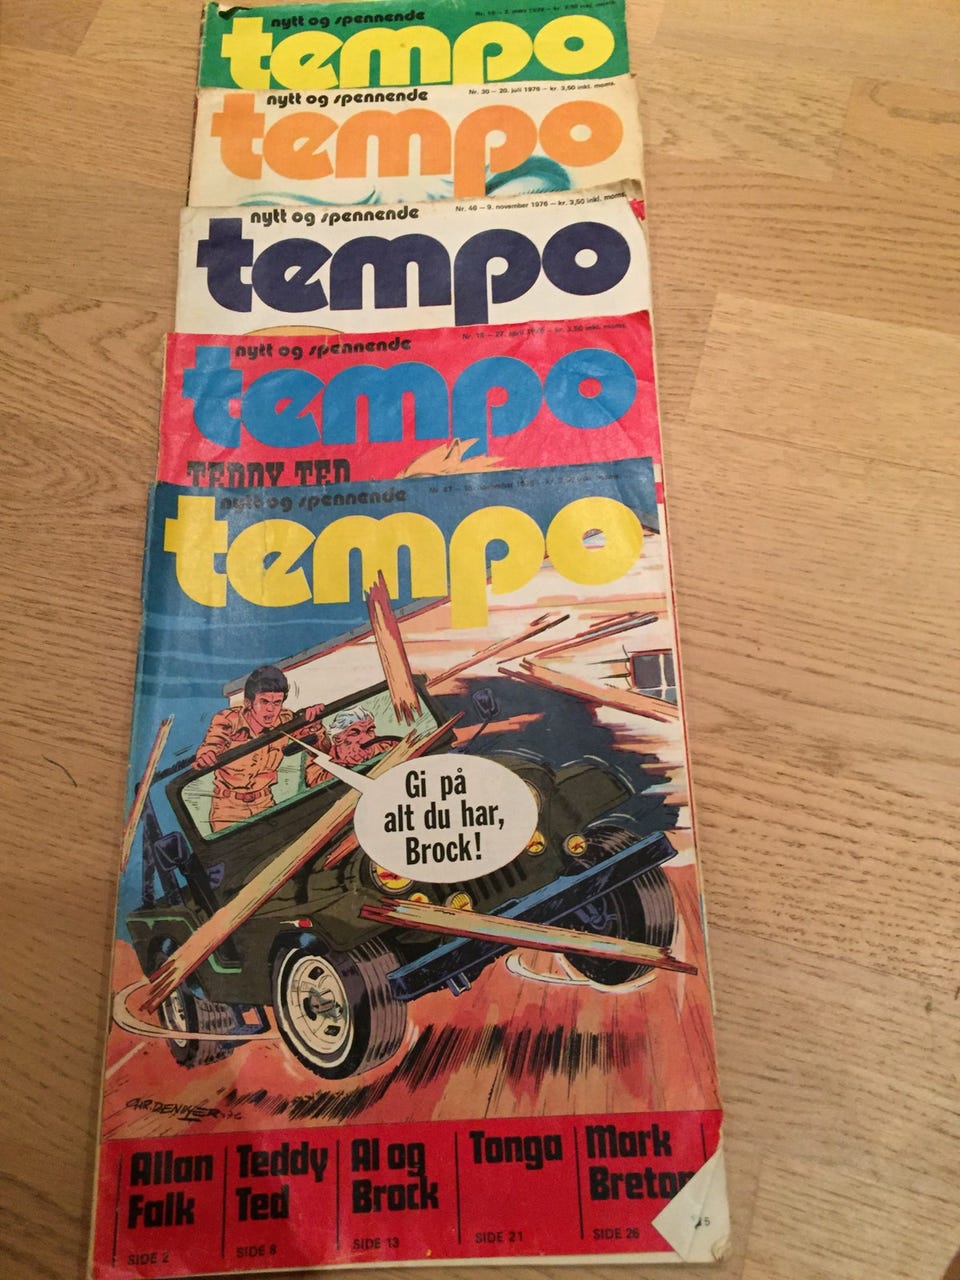 nytt og spennende
tempo
nytt og spennende
Nr. 30 – 20. juli 1976 – kr. 3,50 inkl. moms.
tempo
nytt og spennende
Nr. 46 – 9. november 1976 – kr. 3,50 inkl. moms.
tempo
nytt og spennende
tempo
TEDDY TED
nytt og spennende
tempo
Gi på
alt du har,
Brock!
Allan
Falk
SIDE 2
Teddy
Ted
SIDE 8
Al og
Brock
SIDE 13
Tonga
SIDE 21
Mark
Breton
SIDE 26